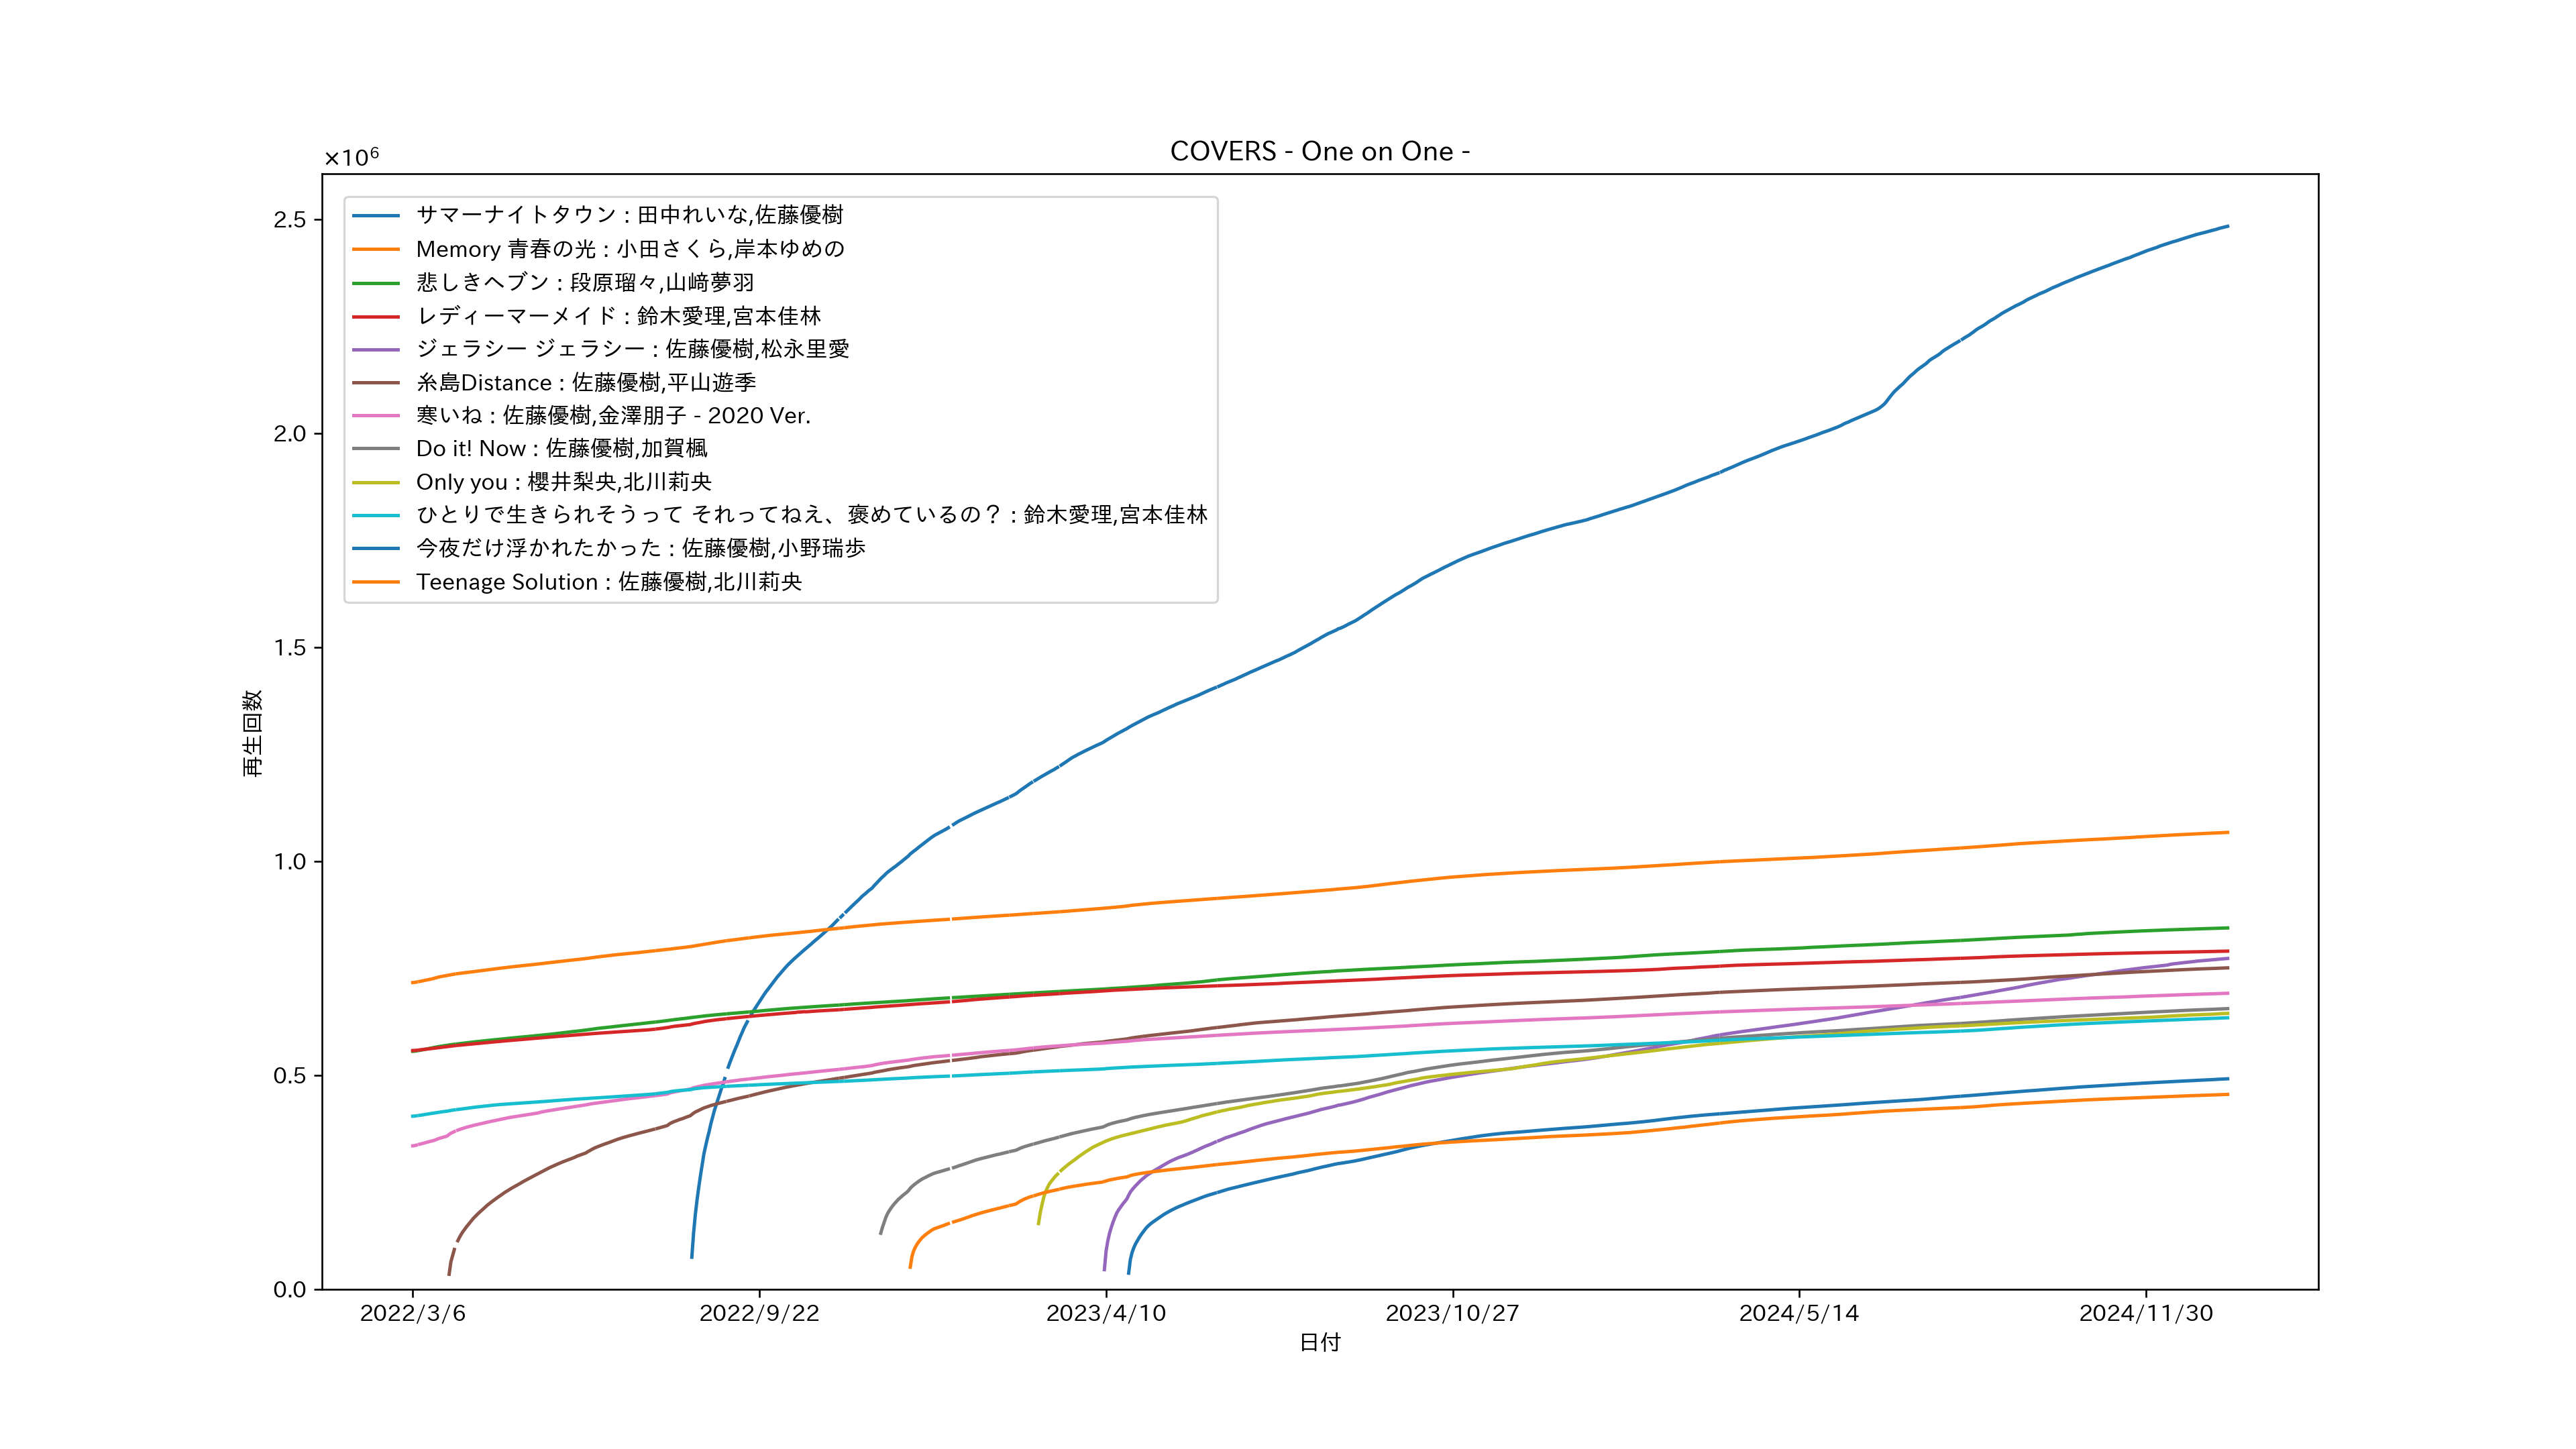 COVERS - One on One -
×10⁶
2.5
2.0
1.5
1.0
0.5
0.0
再生回数
サマーナイトタウン : 田中れいな,佐藤優樹
Memory 青春の光 : 小田さくら,岸本ゆめの
悲しきヘブン : 段原瑠々,山﨑夢羽
レディーマーメイド : 鈴木愛理,宮本佳林
ジェラシー ジェラシー : 佐藤優樹,松永里愛
糸島Distance : 佐藤優樹,平山遊季
寒いね : 佐藤優樹,金澤朋子 - 2020 Ver.
Do it! Now : 佐藤優樹,加賀楓
Only you : 櫻井梨央,北川莉央
ひとりで生きられそうって それってねえ、褒めているの？ : 鈴木愛理,宮本佳林
今夜だけ浮かれたかった : 佐藤優樹,小野瑞歩
Teenage Solution : 佐藤優樹,北川莉央
2022/3/6 2022/9/22 2023/4/10 2023/10/27 2024/5/14 2024/11/30
日付